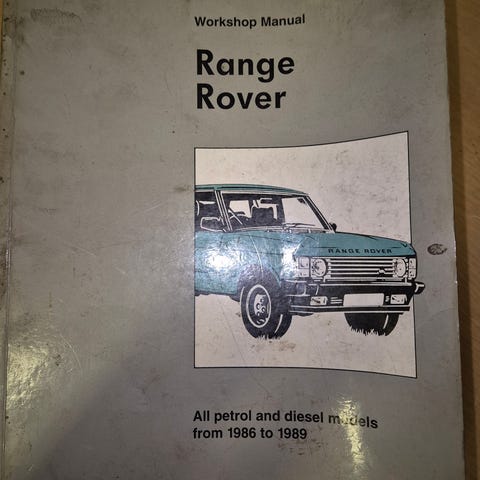 Workshop Manual
Range
Rover
RANGE ROVER
All petrol and diesel models
from 1986 to 1989